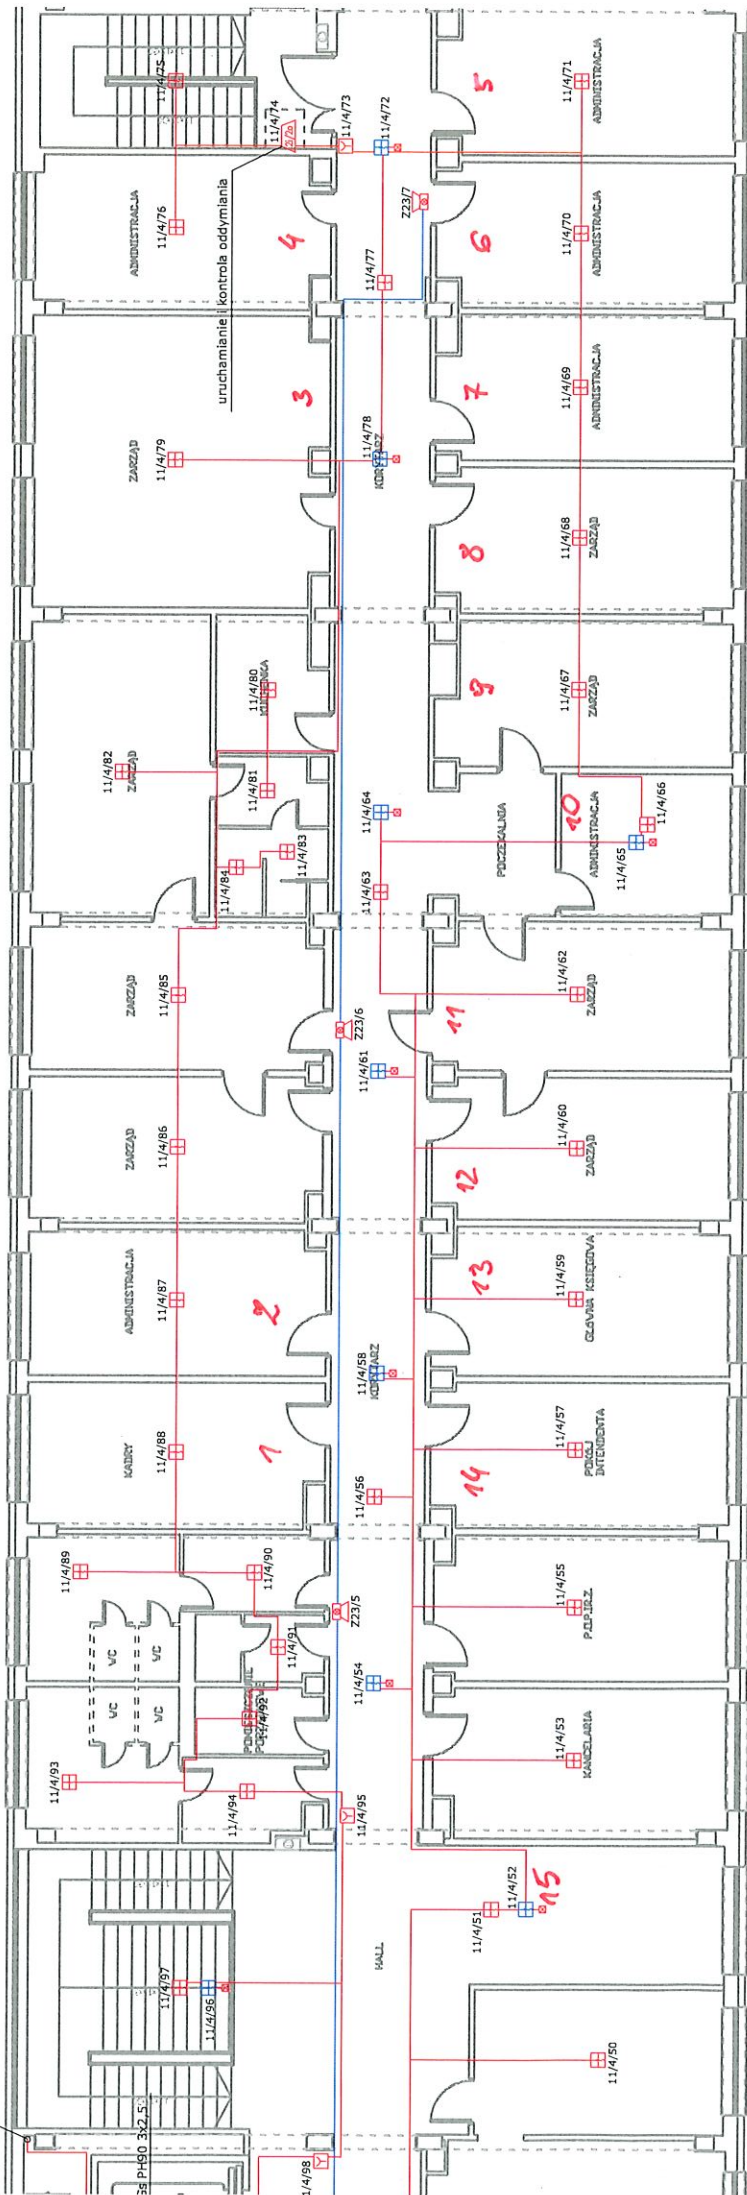 11/4/75
11/4/74
23/20
11/4/73
11/4/72
11/4/71
ADMINISTRACJA
5
ADMINISTRACJA
11/4/76
4
uruchamianie i kontrola oddymiania
Z23/7
6
11/4/70
ADMINISTRACJA
11/4/77
3
ZARZĄD
11/4/79
11/4/78
KORYTARZ
7
11/4/69
ADMINISTRACJA
8
11/4/68
ZARZĄD
11/4/80
KUCHENKA
11/4/82
ZARZĄD
11/4/81
9
11/4/67
ZARZĄD
11/4/83
11/4/84
11/4/64
11/4/63
POCZEKALNIA
10
ADMINISTRACJA
11/4/66
11/4/65
ZARZĄD
11/4/85
Z23/6
11/4/61
11
11/4/62
ZARZĄD
ZARZĄD
11/4/86
12
11/4/60
ZARZĄD
ADMINISTRACJA
11/4/87
2
13
11/4/59
GŁÓWNA KSIĘGOWA
11/4/58
KORYTARZ
KADRY
11/4/88
1
11/4/56
14
11/4/57
POKÓJ
INTENDENTA
11/4/89
11/4/90
WC
WC
WC
WC
11/4/91
Z23/5
11/4/55
P.O.P.IR.Z.
POMIESZCZENIE
11/4/92
11/4/54
11/4/53
KANCELARIA
11/4/93
11/4/94
11/4/95
11/4/52
11/4/51
15
HALL
11/4/97
11/4/96
11/4/50
Gs PH90 3x2,5
1/4/98